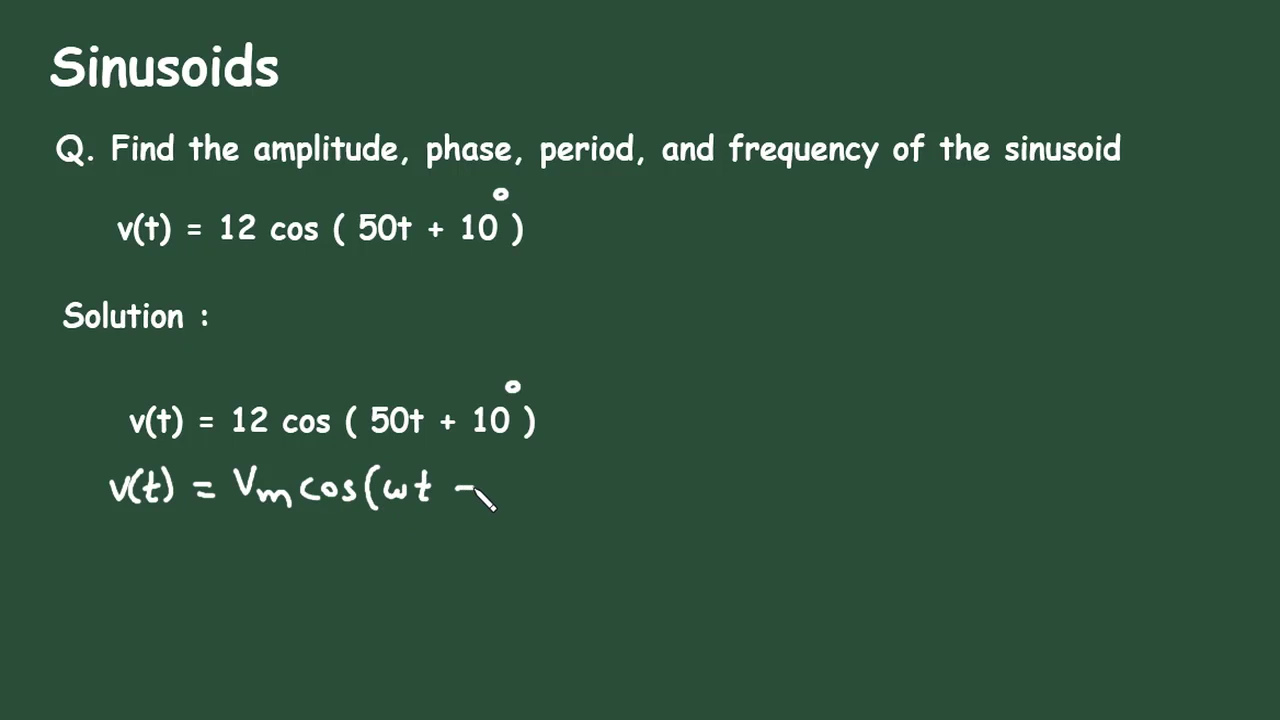 Sinusoids
Q. Find the amplitude, phase, period, and frequency of the sinusoid
v(t) = 12 cos ( 50t + 10° )
Solution :
v(t) = 12 cos ( 50t + 10° )
v(t) = Vm cos(ωt -